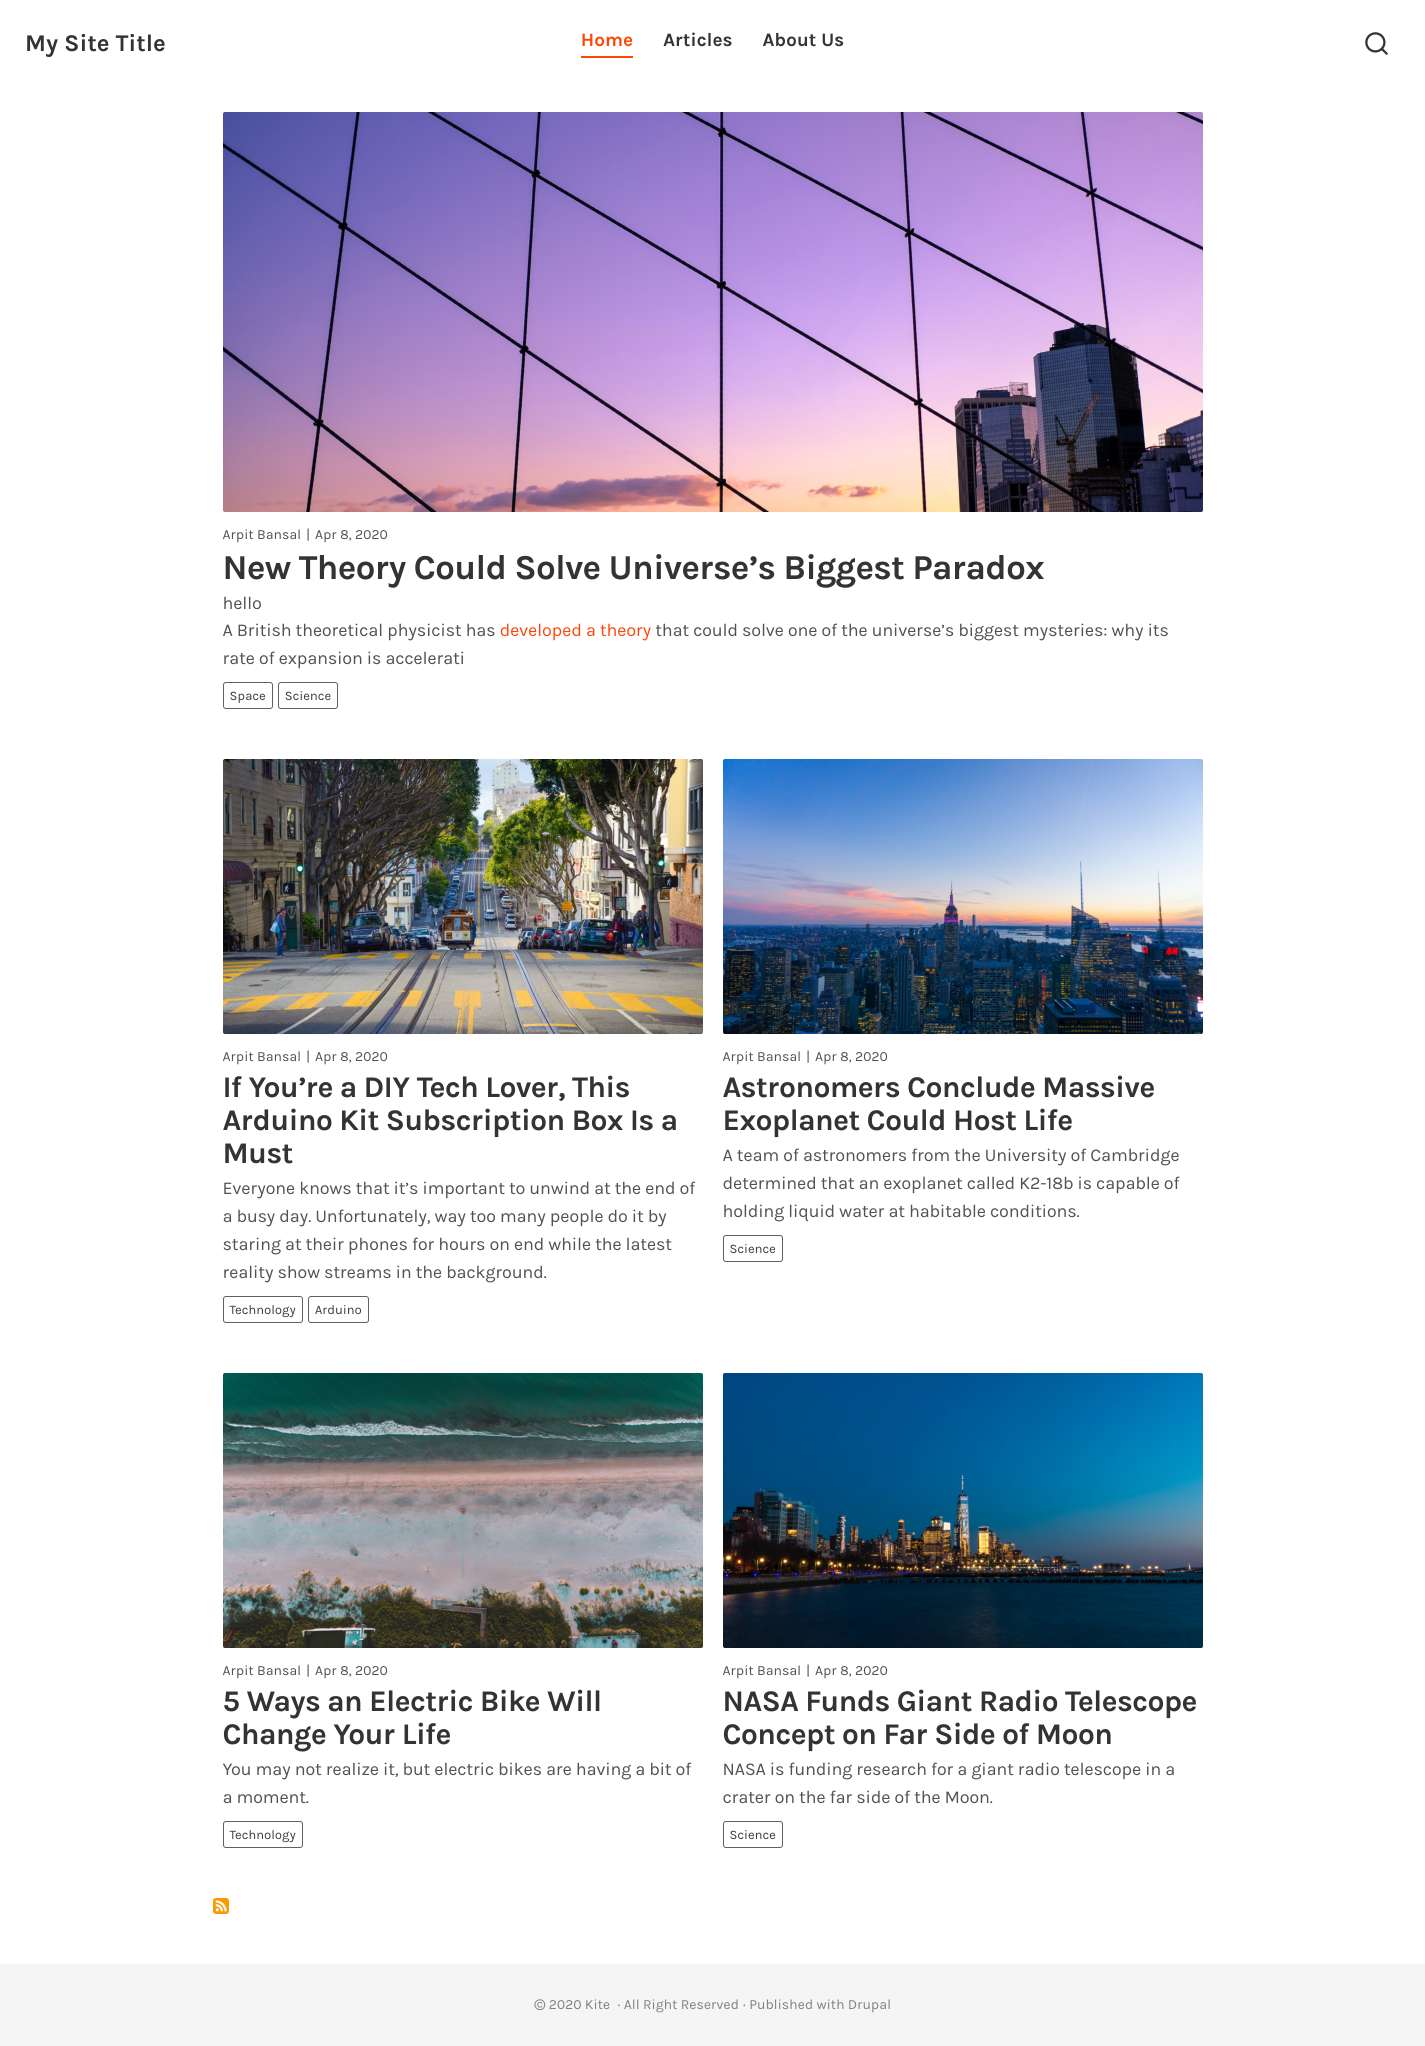 My Site Title
Home
Articles
About Us
Arpit Bansal | Apr 8, 2020
New Theory Could Solve Universe’s Biggest Paradox
hello
A British theoretical physicist has developed a theory that could solve one of the universe’s biggest mysteries: why its
rate of expansion is accelerati
Space
Science
Arpit Bansal | Apr 8, 2020
If You’re a DIY Tech Lover, This
Arduino Kit Subscription Box Is a
Must
Everyone knows that it’s important to unwind at the end of
a busy day. Unfortunately, way too many people do it by
staring at their phones for hours on end while the latest
reality show streams in the background.
Technology
Arduino
Arpit Bansal | Apr 8, 2020
Astronomers Conclude Massive
Exoplanet Could Host Life
A team of astronomers from the University of Cambridge
determined that an exoplanet called K2-18b is capable of
holding liquid water at habitable conditions.
Science
Arpit Bansal | Apr 8, 2020
5 Ways an Electric Bike Will
Change Your Life
You may not realize it, but electric bikes are having a bit of
a moment.
Technology
Arpit Bansal | Apr 8, 2020
NASA Funds Giant Radio Telescope
Concept on Far Side of Moon
NASA is funding research for a giant radio telescope in a
crater on the far side of the Moon.
Science
© 2020 Kite · All Right Reserved · Published with Drupal